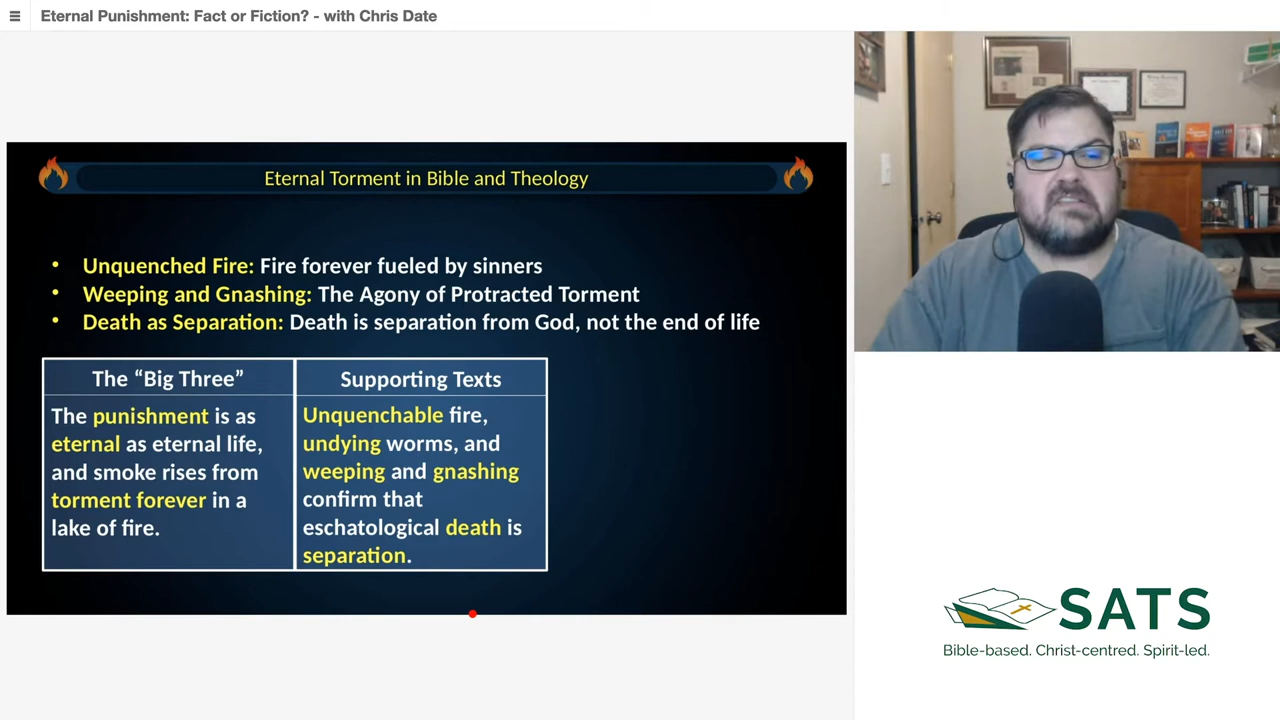 Eternal Punishment: Fact or Fiction? - with Chris Date
Eternal Torment in Bible and Theology
• Unquenched Fire: Fire forever fueled by sinners
• Weeping and Gnashing: The Agony of Protracted Torment
• Death as Separation: Death is separation from God, not the end of life
The “Big Three”
The punishment is as
eternal as eternal life,
and smoke rises from
torment forever in a
lake of fire.
Supporting Texts
Unquenchable fire,
undying worms, and
weeping and gnashing
confirm that
eschatological death is
separation.
SATS
Bible-based. Christ-centred. Spirit-led.